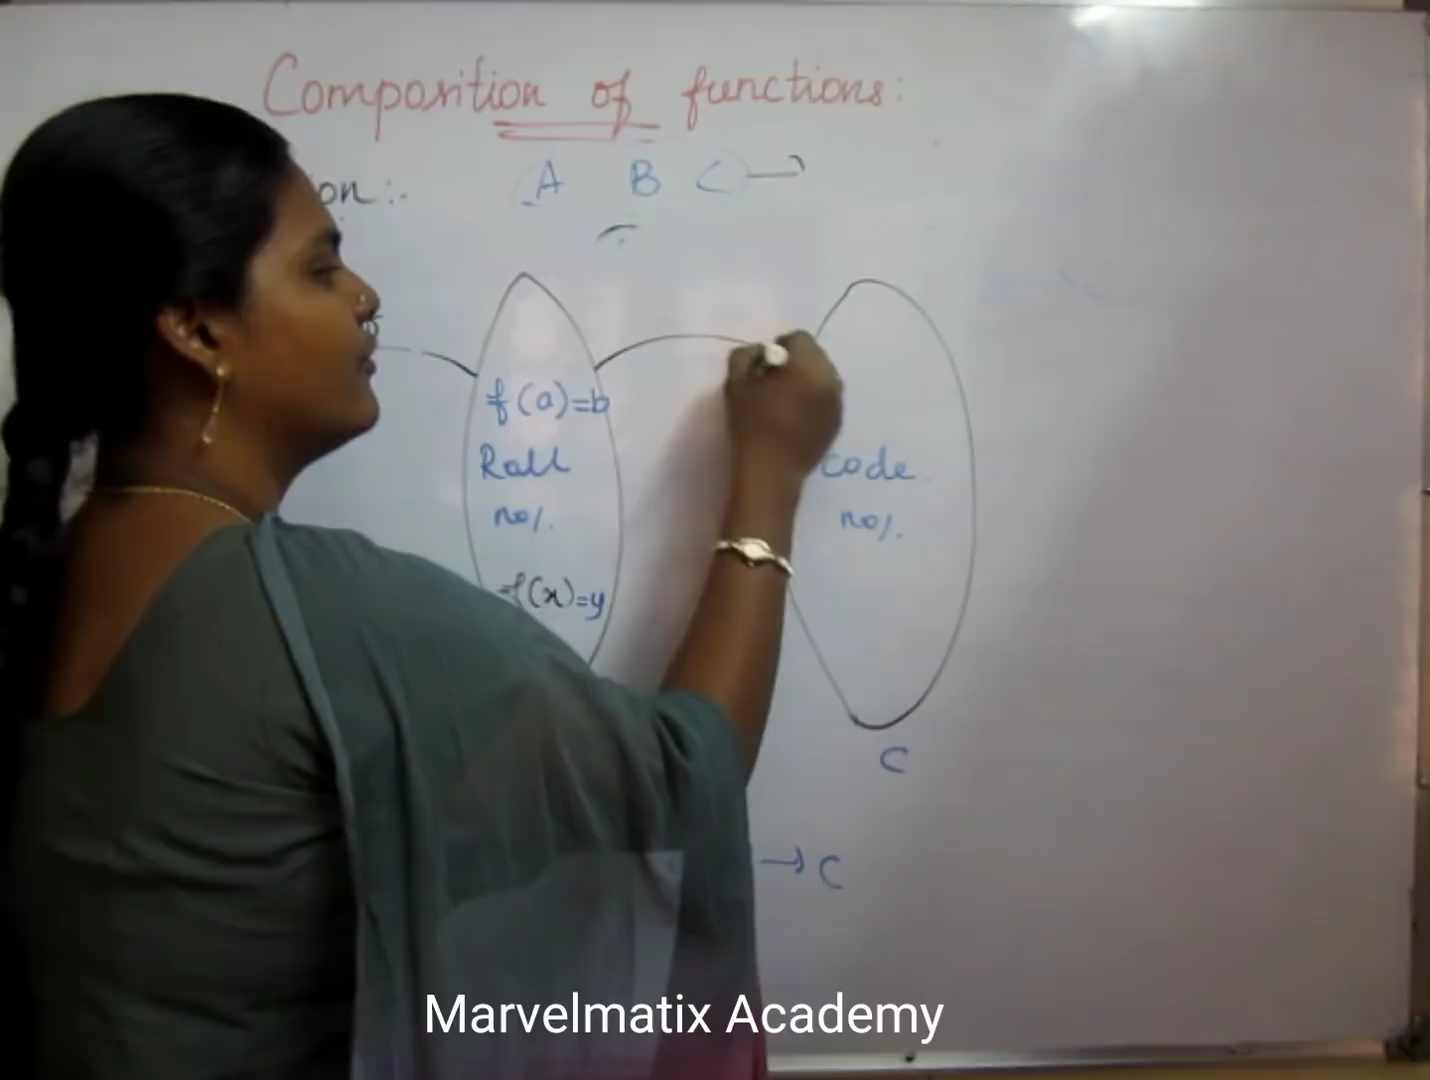 Composition of functions:
on:-
A B C →
f(a)=b
Roll
no/.
f(x)=y
code
no/.
C
→ C
Marvelmatix Academy